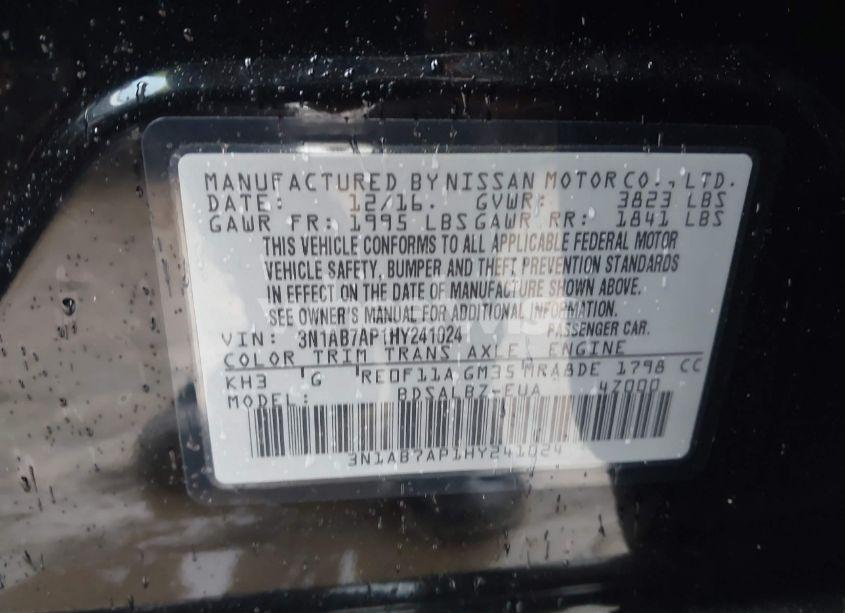 MANUFACTURED BY NISSAN MOTOR CO., LTD.
DATE: 12/16. GVWR: 3823 LBS
GAWR FR: 1995 LBS GAWR RR: 1841 LBS
THIS VEHICLE CONFORMS TO ALL APPLICABLE FEDERAL MOTOR
VEHICLE SAFETY, BUMPER AND THEFT PREVENTION STANDARDS
IN EFFECT ON THE DATE OF MANUFACTURE SHOWN ABOVE.
SEE OWNER'S MANUAL FOR ADDITIONAL INFORMATION.
VIN: 3N1AB7AP1HY241024 PASSENGER CAR.
COLOR TRIM TRANS AXLE ENGINE
KH3 G RE0F11A GM35 MRA8DE 1798 CC
MODEL: BDSALBZ-EUA 47000
3N1AB7AP1HY241024